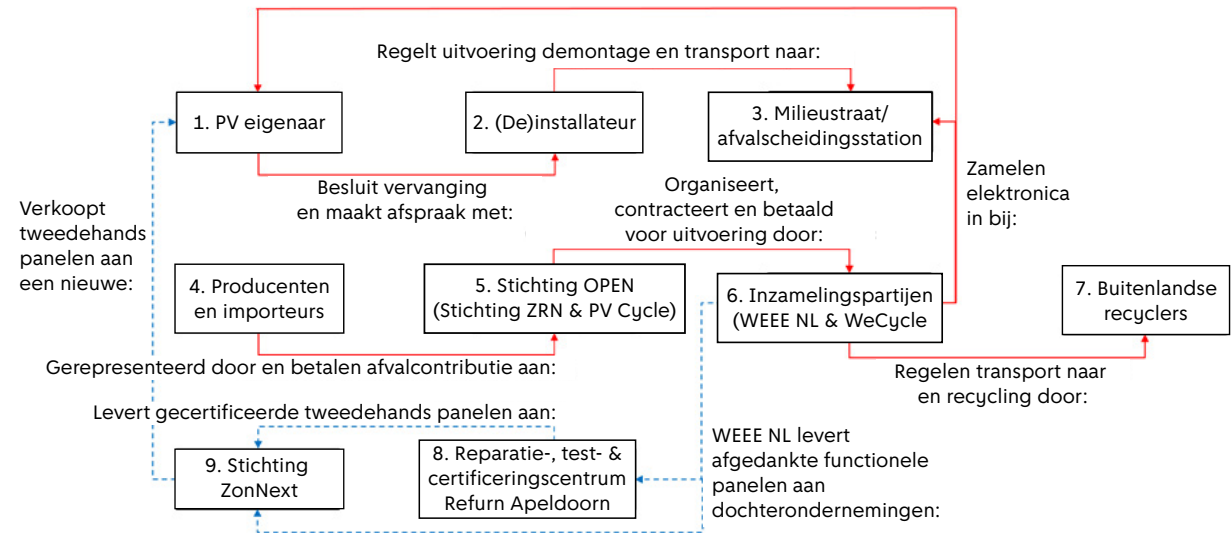 Regelt uitvoering demontage en transport naar:
1. PV eigenaar
2. (De)installateur
3. Milieustraat/
afvalscheidingsstation
Besluit vervanging
en maakt afspraak met:
Organiseert,
contracteert en betaald
voor uitvoering door:
Zamelen
elektronica
in bij:
Verkoopt
tweedehands
panelen aan
een nieuwe:
4. Producenten
en importeurs
5. Stichting OPEN
(Stichting ZRN & PV Cycle)
6. Inzamelingspartijen
(WEEE NL & WeCycle
7. Buitenlandse
recyclers
Gerepresenteerd door en betalen afvalcontributie aan:
Regelen transport naar
en recycling door:
Levert gecertificeerde tweedehands panelen aan:
9. Stichting
ZonNext
8. Reparatie-, test- &
certificeringscentrum
Refurn Apeldoorn
WEEE NL levert
afgedankte functionele
panelen aan
dochterondernemingen: